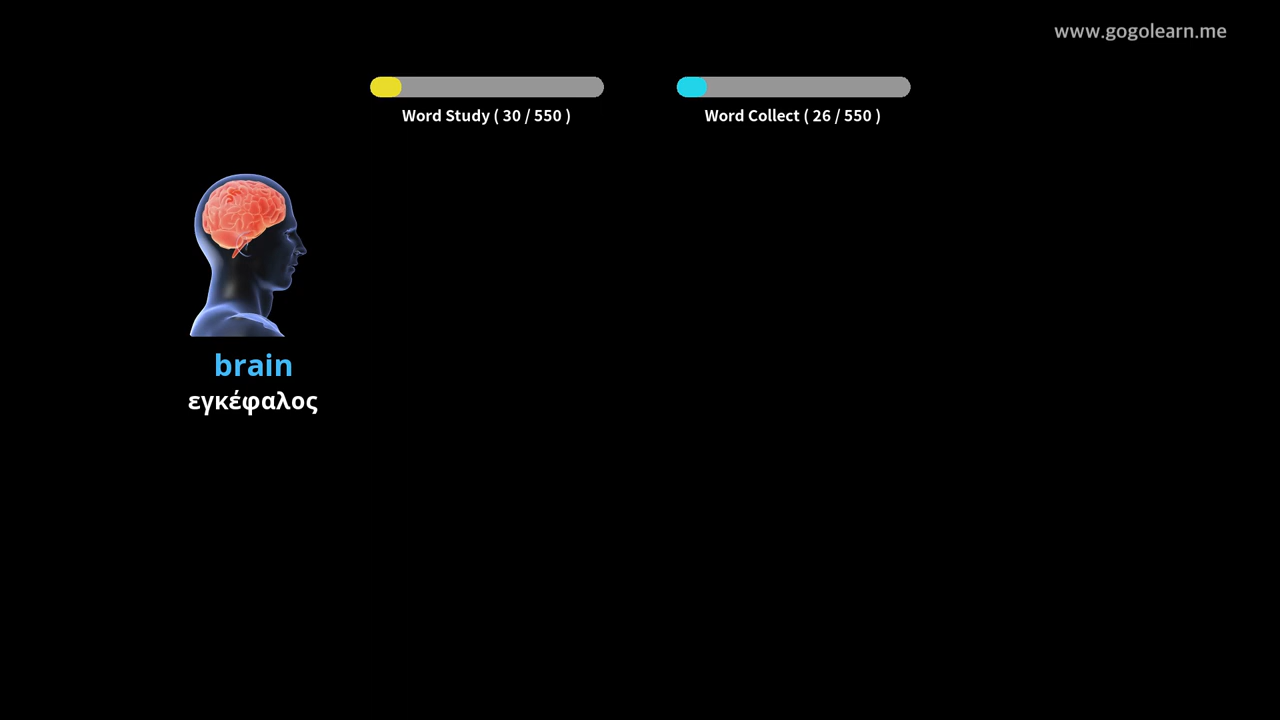 www.gogolearn.me
Word Study ( 30 / 550 )
Word Collect ( 26 / 550 )
brain
εγκέφαλος